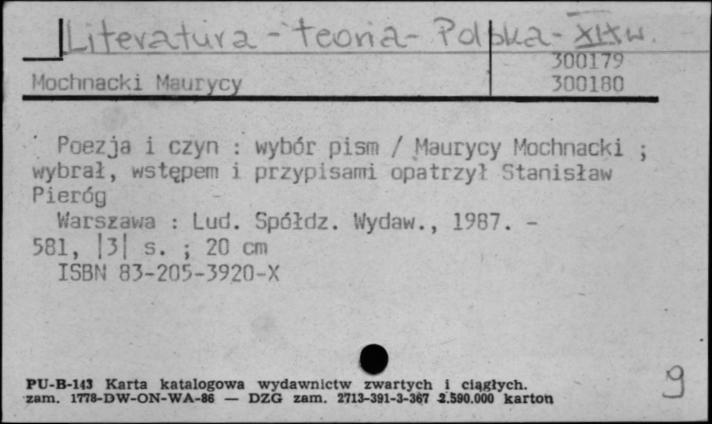 Literatura - teoria - Polska - XIX w.
300179
Mochnacki Maurycy 300180
Poezja i czyn : wybór pism / Maurycy Mochnacki ;
wybrał, wstępem i przypisami opatrzył Stanisław
Pieróg
Warszawa : Lud. Spółdz. Wydaw., 1987. -
581, |3| s. ; 20 cm
ISBN 83-205-3920-X
PU-B-143 Karta katalogowa wydawnictw zwartych i ciągłych.
zam. 1778-DW-ON-WA-86 — DZG zam. 2713-391-3-367 2.590.000 karton
9